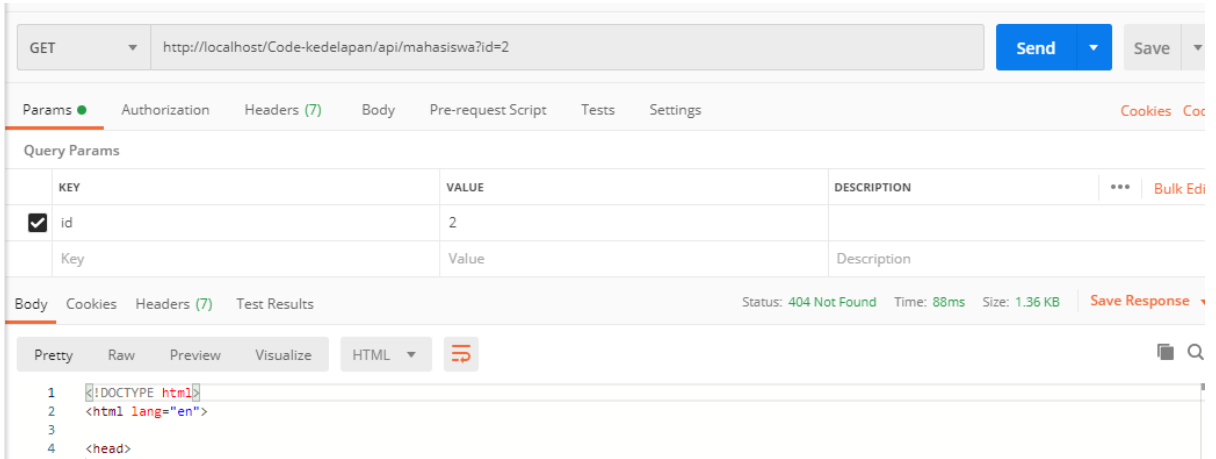 GET http://localhost/Code-kedelapan/api/mahasiswa?id=2 Send Save
Params Authorization Headers (7) Body Pre-request Script Tests Settings Cookies
Query Params
KEY VALUE DESCRIPTION ••• Bulk Edi
id 2
Key Value Description
Body Cookies Headers (7) Test Results Status: 404 Not Found Time: 88ms Size: 1.36 KB Save Response
Pretty Raw Preview Visualize HTML
1 <!DOCTYPE html>
2 <html lang="en">
3
4 <head>